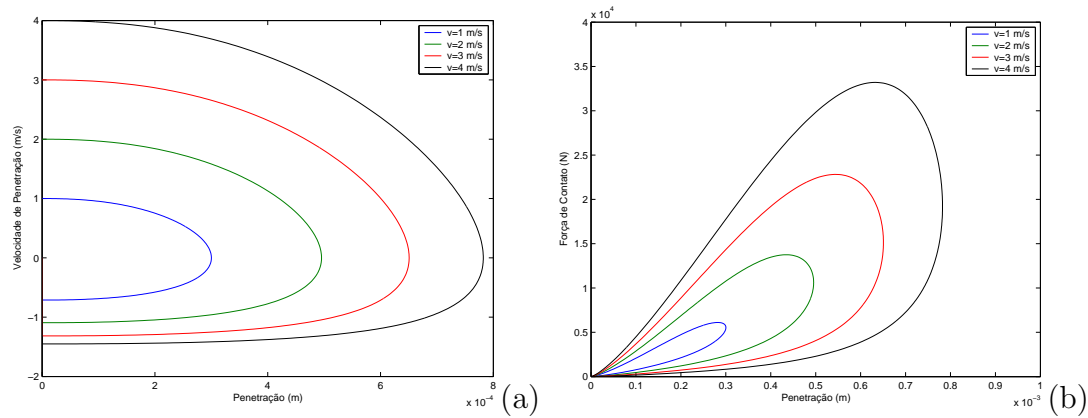 4
3
2
1
0
−1
−2
0
2
4
6
8
x 10⁻⁴
Velocidade de Penetração (m/s)
Penetração (m)
v=1 m/s
v=2 m/s
v=3 m/s
v=4 m/s
(a)
x 10⁴
4
3.5
3
2.5
2
1.5
1
0.5
0
0
0.1
0.2
0.3
0.4
0.5
0.6
0.7
0.8
0.9
1
x 10⁻³
Força de Contato (N)
Penetração (m)
v=1 m/s
v=2 m/s
v=3 m/s
v=4 m/s
(b)